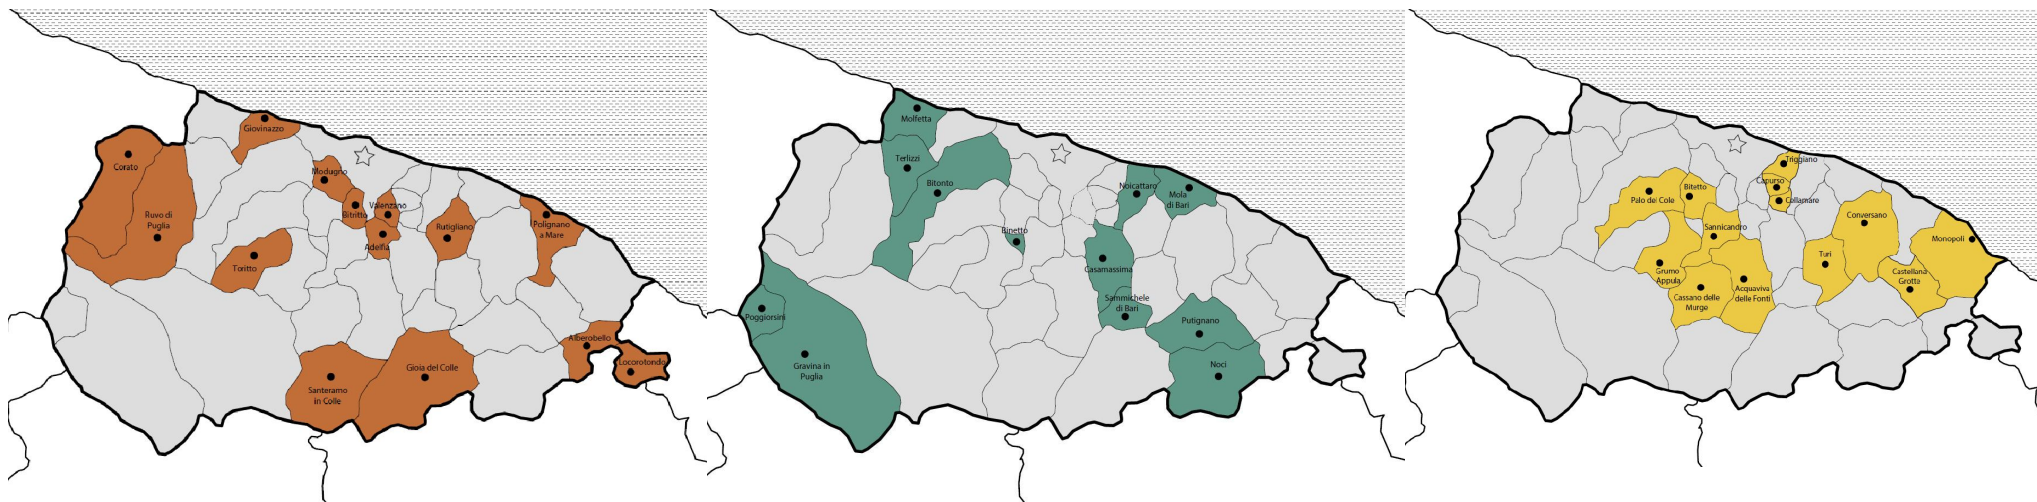 Giovinazzo
Corato
Modugno
Ruvo di
Puglia
Bitritto
Valenzano
Adelfia
Rutigliano
Polignano
a Mare
Toritto
Alberobello
Locorotondo
Gioia del Colle
Santeramo
in Colle
Molfetta
Terlizzi
Bitonto
Noicattaro
Mola
di Bari
Binetto
Casamassima
Sammichele
di Bari
Poggiorsini
Putignano
Gravina in
Puglia
Noci
Triggiano
Capurso
Cellamare
Bitetto
Palo del Cole
Conversano
Sannicandro
Monopoli
Turi
Grumo
Appula
Castellana
Grotte
Cassano delle
Murge
Acquaviva
delle Fonti